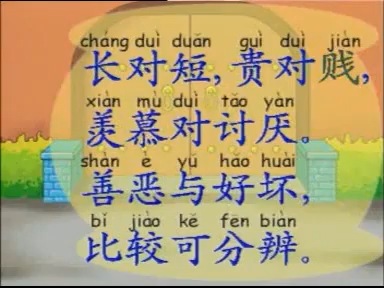 cháng duì duǎn guì duì jiàn
长对短,贵对贱,
xiàn mù duì tǎo yàn
羡慕对讨厌。
shàn è yǔ hǎo huài
善恶与好坏,
bǐ jiào kě fēn biàn
比较可分辨。